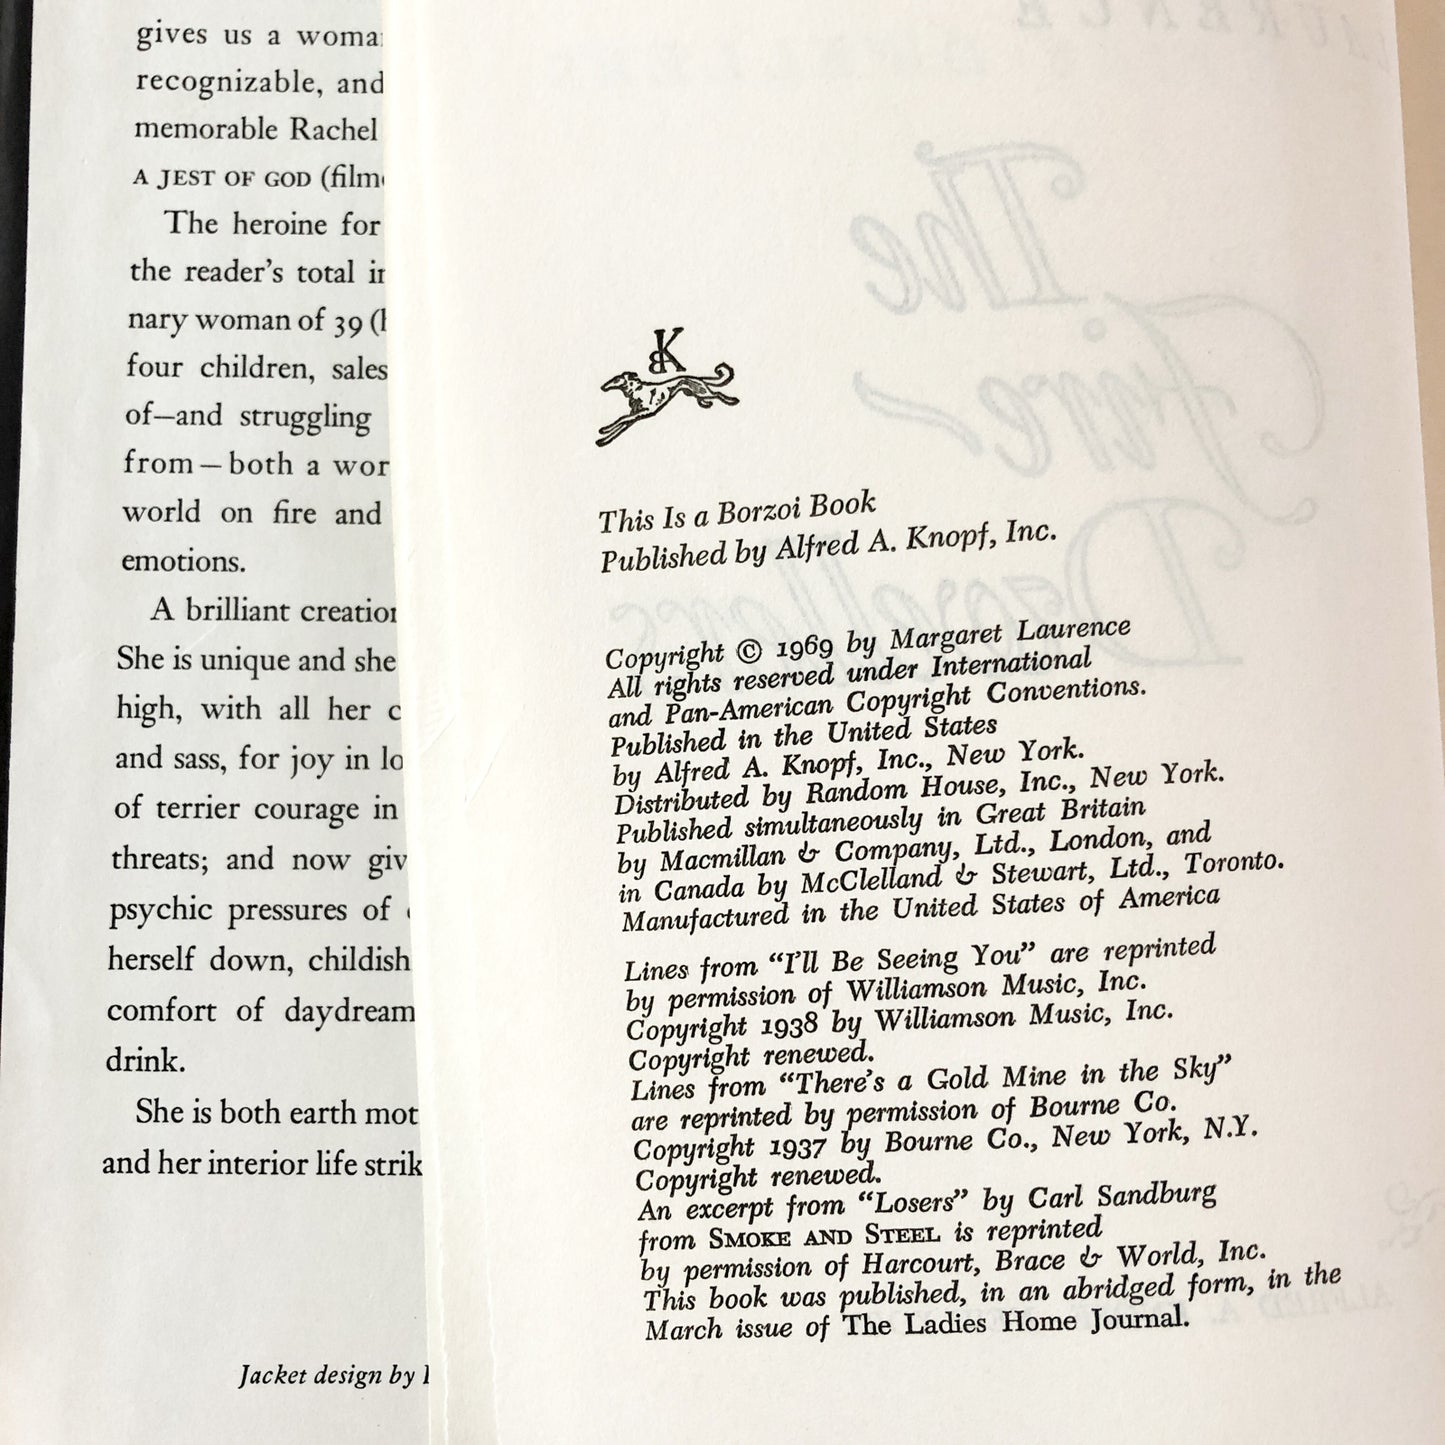 gives us a
recognizable, and
memorable Rachel
A JEST OF GOD
The heroine for
the reader's total
nary woman of 39
four children, sales
of—and struggling
from—both a
world on fire and
emotions.
A brilliant
She is unique and she
high, with all her
and sass, for joy in
of terrier courage in
threats; and now
psychic pressures of
herself down, childish
comfort of daydream
drink.
She is both earth
and her interior life
Jacket design by
LAURENCE
The
Fire
Dwellers
BK
This Is a Borzoi Book
Published by Alfred A. Knopf, Inc.
Copyright © 1969 by Margaret Laurence
All rights reserved under International
and Pan-American Copyright Conventions.
Published in the United States
by Alfred A. Knopf, Inc., New York.
Distributed by Random House, Inc., New York.
Published simultaneously in Great Britain
by Macmillan & Company, Ltd., London, and
in Canada by McClelland & Stewart, Ltd., Toronto.
Manufactured in the United States of America
Lines from “I'll Be Seeing You” are reprinted
by permission of Williamson Music, Inc.
Copyright 1938 by Williamson Music, Inc.
Copyright renewed.
Lines from “There's a Gold Mine in the Sky”
are reprinted by permission of Bourne Co.
Copyright 1937 by Bourne Co., New York, N.Y.
Copyright renewed.
An excerpt from “Losers” by Carl Sandburg
from SMOKE AND STEEL is reprinted
by permission of Harcourt, Brace & World, Inc.
This book was published, in an abridged form, in the
March issue of The Ladies Home Journal.
ALFRED A.